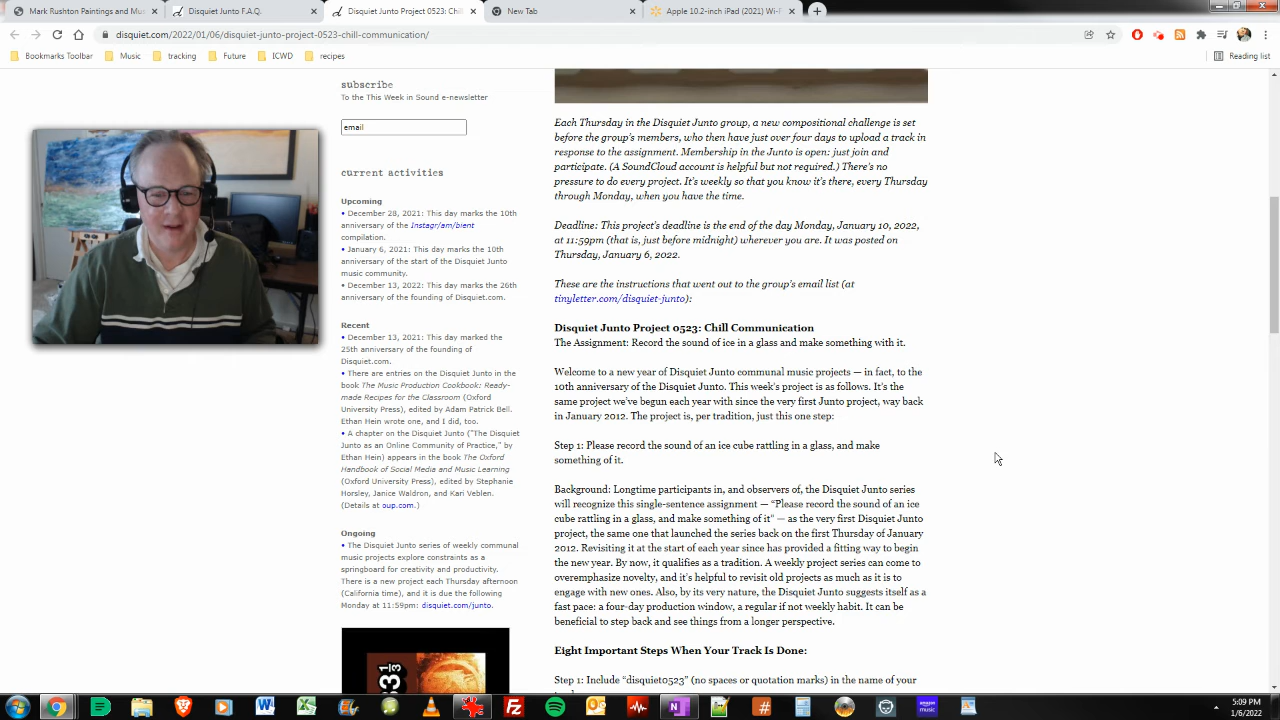 Mark Rushton Paintings and Mu
Disquiet Junto F.A.Q.
Disquiet Junto Project 0523: Chill
New Tab
Apple 10.2-inch iPad (2021) Wi-F
disquiet.com/2022/01/06/disquiet-junto-project-0523-chill-communication/
Bookmarks Toolbar
Music
tracking
Future
ICWD
recipes
Reading list
subscribe
To the This Week in Sound e-newsletter
email
current activities
Upcoming
• December 28, 2021: This day marks the 10th
anniversary of the Instagr/am/bient
compilation.
• January 6, 2021: This day marks the 10th
anniversary of the start of the Disquiet Junto
music community.
• December 13, 2022: This day marks the 26th
anniversary of the founding of Disquiet.com.
Recent
• December 13, 2021: This day marked the
25th anniversary of the founding of
Disquiet.com.
• There are entries on the Disquiet Junto in the
book The Music Production Cookbook: Ready-
made Recipes for the Classroom (Oxford
University Press), edited by Adam Patrick Bell.
Ethan Hein wrote one, and I did, too.
• A chapter on the Disquiet Junto ("The Disquiet
Junto as an Online Community of Practice," by
Ethan Hein) appears in the book The Oxford
Handbook of Social Media and Music Learning
(Oxford University Press), edited by Stephanie
Horsley, Janice Waldron, and Kari Veblen.
(Details at oup.com.)
Ongoing
• The Disquiet Junto series of weekly communal
music projects explore constraints as a
springboard for creativity and productivity.
There is a new project each Thursday afternoon
(California time), and it is due the following
Monday at 11:59pm: disquiet.com/junto.
33 1/3
Each Thursday in the Disquiet Junto group, a new compositional challenge is set
before the group's members, who then have just over four days to upload a track in
response to the assignment. Membership in the Junto is open: just join and
participate. (A SoundCloud account is helpful but not required.) There's no
pressure to do every project. It's weekly so that you know it's there, every Thursday
through Monday, when you have the time.
Deadline: This project's deadline is the end of the day Monday, January 10, 2022,
at 11:59pm (that is, just before midnight) wherever you are. It was posted on
Thursday, January 6, 2022.
These are the instructions that went out to the group's email list (at
tinyletter.com/disquiet-junto):
Disquiet Junto Project 0523: Chill Communication
The Assignment: Record the sound of ice in a glass and make something with it.
Welcome to a new year of Disquiet Junto communal music projects — in fact, to the
10th anniversary of the Disquiet Junto. This week's project is as follows. It's the
same project we've begun each year with since the very first Junto project, way back
in January 2012. The project is, per tradition, just this one step:
Step 1: Please record the sound of an ice cube rattling in a glass, and make
something of it.
Background: Longtime participants in, and observers of, the Disquiet Junto series
will recognize this single-sentence assignment — "Please record the sound of an ice
cube rattling in a glass, and make something of it" — as the very first Disquiet Junto
project, the same one that launched the series back on the first Thursday of January
2012. Revisiting it at the start of each year since has provided a fitting way to begin
the new year. By now, it qualifies as a tradition. A weekly project series can come to
overemphasize novelty, and it's helpful to revisit old projects as much as it is to
engage with new ones. Also, by its very nature, the Disquiet Junto suggests itself as a
fast pace: a four-day production window, a regular if not weekly habit. It can be
beneficial to step back and see things from a longer perspective.
Eight Important Steps When Your Track Is Done:
Step 1: Include "disquiet0523" (no spaces or quotation marks) in the name of your
5:09 PM
1/6/2022